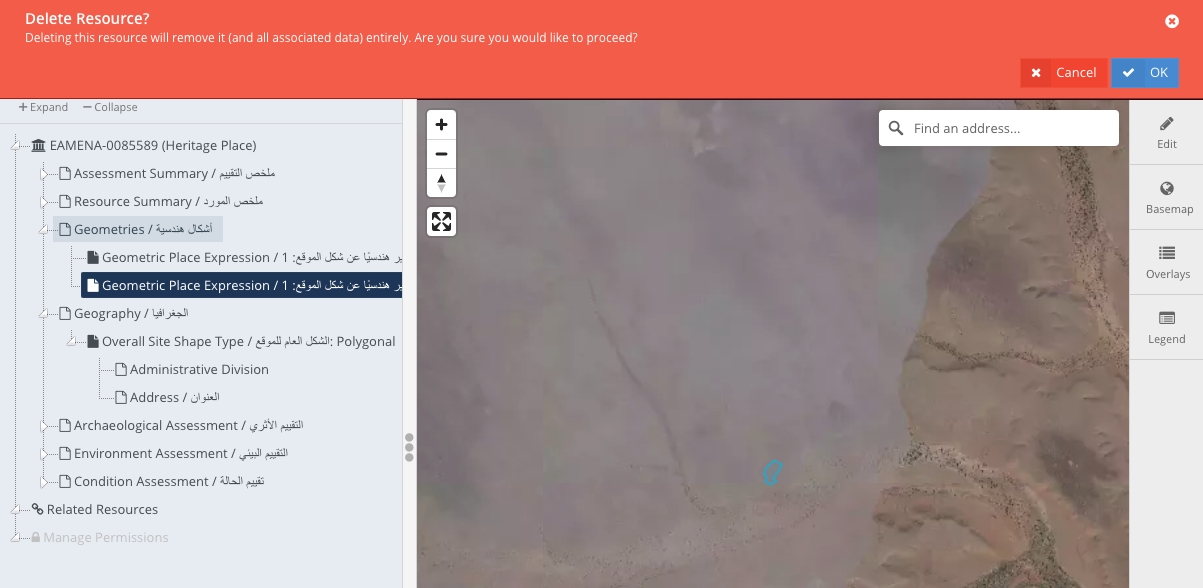 Delete Resource?
Deleting this resource will remove it (and all associated data) entirely. Are you sure you would like to proceed?
Cancel
OK
Expand
Collapse
EAMENA-0085589 (Heritage Place)
Assessment Summary / ملخص التقييم
Resource Summary / ملخص المورد
Geometries / أشكال هندسية
Geometric Place Expression / ير هندسيًا عن شكل الموقع: 1
Geometric Place Expression / ير هندسيًا عن شكل الموقع: 1
Geography / الجغرافيا
Overall Site Shape Type / الشكل العام للموقع: Polygonal
Administrative Division
Address / العنوان
Archaeological Assessment / التقييم الأثري
Environment Assessment / التقييم البيئي
Condition Assessment / تقييم الحالة
Related Resources
Manage Permissions
Find an address...
Edit
Basemap
Overlays
Legend